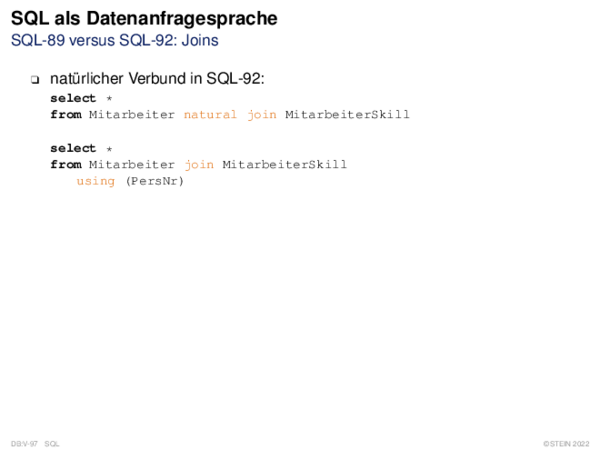 SQL als Datenanfragesprache
SQL-89 versus SQL-92: Joins
❑ natürlicher Verbund in SQL-92:
select *
from Mitarbeiter natural join MitarbeiterSkill
select *
from Mitarbeiter join MitarbeiterSkill
using (PersNr)
DB:V-97 SQL
©STEIN 2022